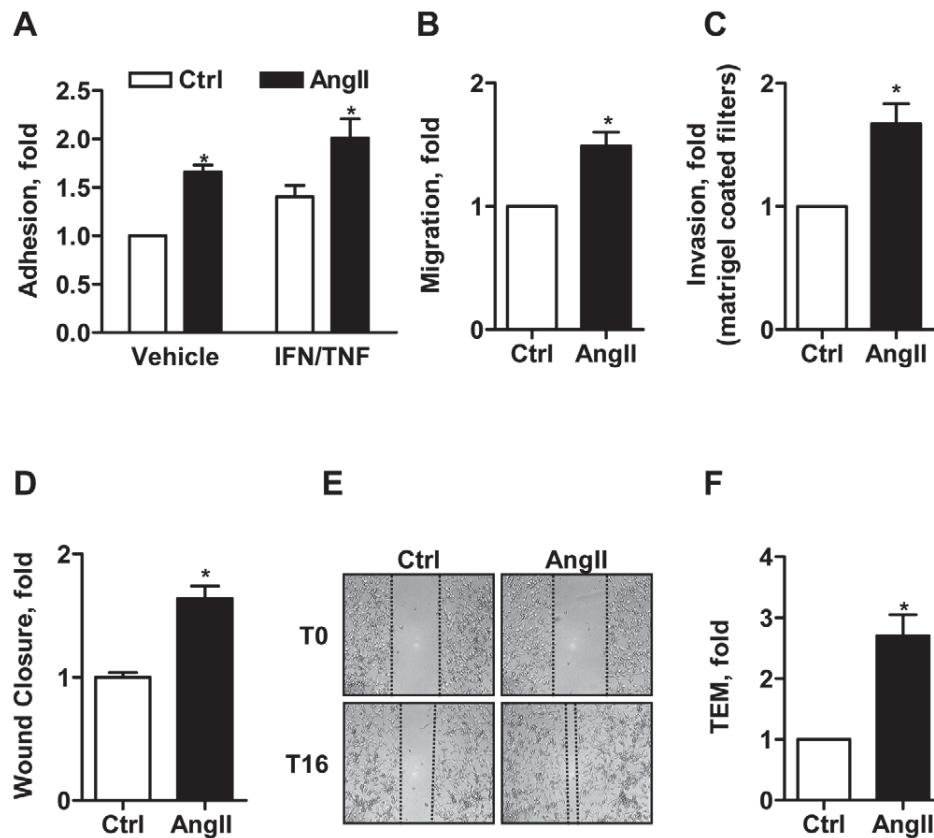 A
Ctrl AngII
Adhesion, fold
2.5
2.0
1.5
1.0
0.5
0.0
*
*
Vehicle IFN/TNF
B
Migration, fold
2
1
0
*
Ctrl AngII
C
Invasion, fold
(matrigel coated filters)
2
1
0
*
Ctrl AngII
D
Wound Closure, fold
2
1
0
*
Ctrl AngII
E
Ctrl AngII
T0
T16
F
TEM, fold
4
3
2
1
0
*
Ctrl AngII